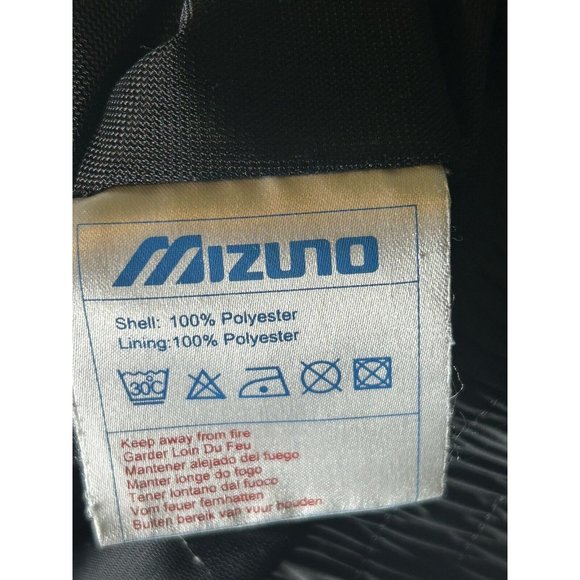 MIZUNO
Shell: 100% Polyester
Lining:100% Polyester
30C
Keep away from fire
Garder Loin Du Feu
Mantener alejado del fuego
Manter longe do fogo
Tener lontano dal fuoco
Vom feuer fernhatten
Buiten bereik van vuur houden